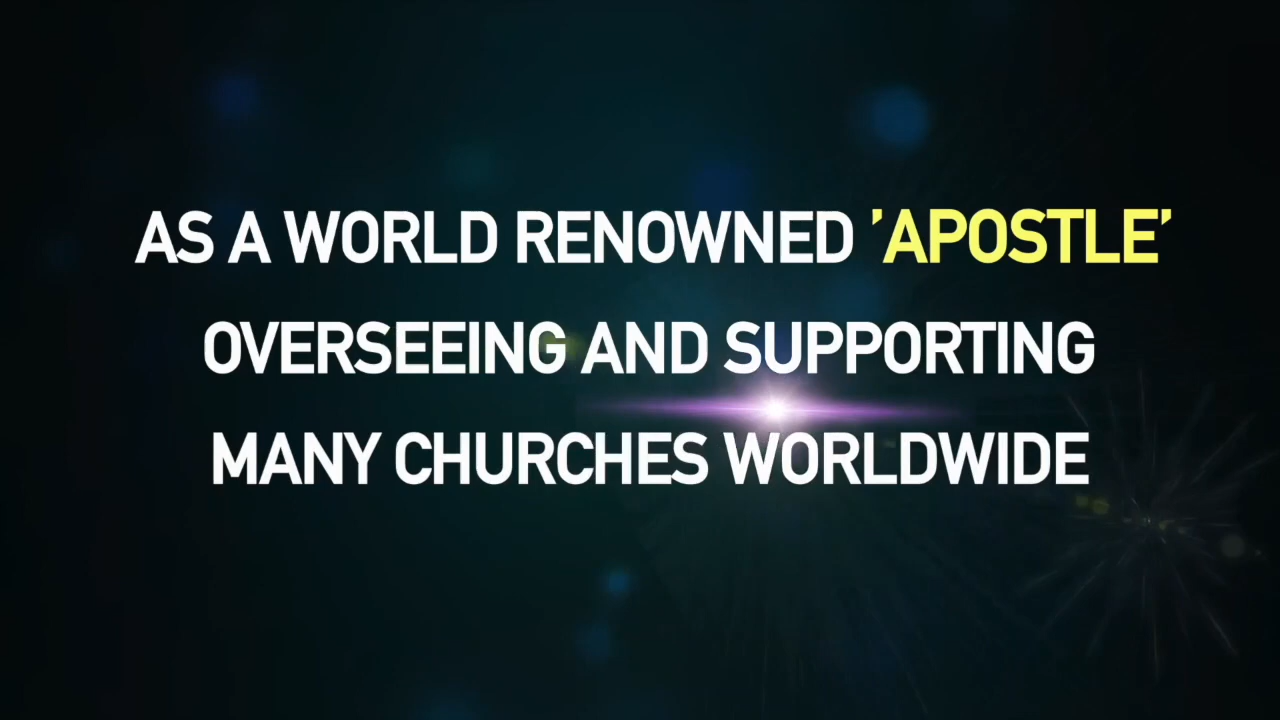 AS A WORLD RENOWNED ’APOSTLE’
OVERSEEING AND SUPPORTING
MANY CHURCHES WORLDWIDE